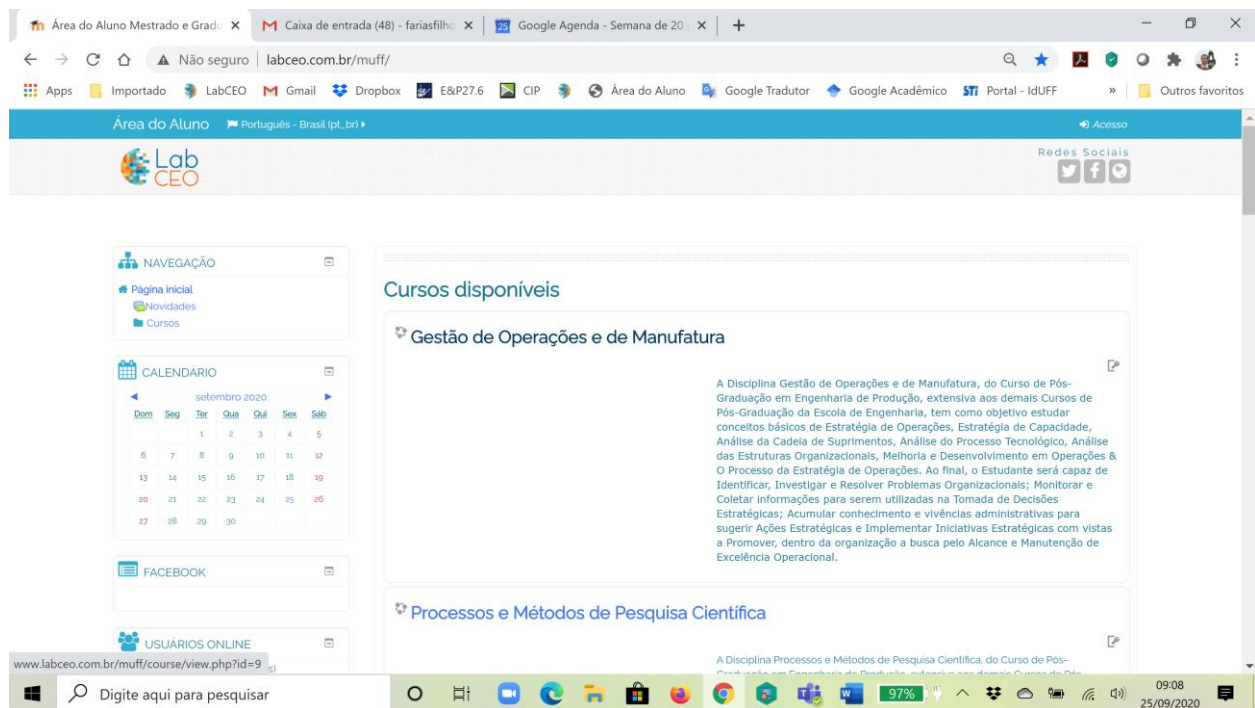 Área do Aluno Mestrado e Gradu
Caixa de entrada (48) - fariasfilho
25 Google Agenda - Semana de 20
Não seguro | labceo.com.br/muff/
Apps Importado LabCEO Gmail Dropbox E&P27.6 CIP Área do Aluno Google Tradutor Google Acadêmico STi Portal - IdUFF » Outros favoritos
Área do Aluno Português - Brasil (pt_br) Acesso
Lab
CEO
Redes Sociais
NAVEGAÇÃO
Página inicial
Novidades
Cursos
CALENDÁRIO
setembro 2020
Dom Seg Ter Qua Qui Sex Sáb
1 2 3 4 5
6 7 8 9 10 11 12
13 14 15 16 17 18 19
20 21 22 23 24 25 26
27 28 29 30
FACEBOOK
USUÁRIOS ONLINE
Cursos disponíveis
Gestão de Operações e de Manufatura
A Disciplina Gestão de Operações e de Manufatura, do Curso de Pós-
Graduação em Engenharia de Produção, extensiva aos demais Cursos de
Pós-Graduação da Escola de Engenharia, tem como objetivo estudar
conceitos básicos de Estratégia de Operações, Estratégia de Capacidade,
Análise da Cadeia de Suprimentos, Análise do Processo Tecnológico, Análise
das Estruturas Organizacionais, Melhoria e Desenvolvimento em Operações &
O Processo da Estratégia de Operações. Ao final, o Estudante será capaz de
Identificar, Investigar e Resolver Problemas Organizacionais; Monitorar e
Coletar informações para serem utilizadas na Tomada de Decisões
Estratégicas; Acumular conhecimento e vivências administrativas para
sugerir Ações Estratégicas e Implementar Iniciativas Estratégicas com vistas
a Promover, dentro da organização a busca pelo Alcance e Manutenção de
Excelência Operacional.
Processos e Métodos de Pesquisa Científica
A Disciplina Processos e Métodos de Pesquisa Científica, do Curso de Pós-
Graduação em Engenharia de Produção, extensiva aos demais Cursos de Pós-
www.labceo.com.br/muff/course/view.php?id=9
Digite aqui para pesquisar
97%
09:08
25/09/2020